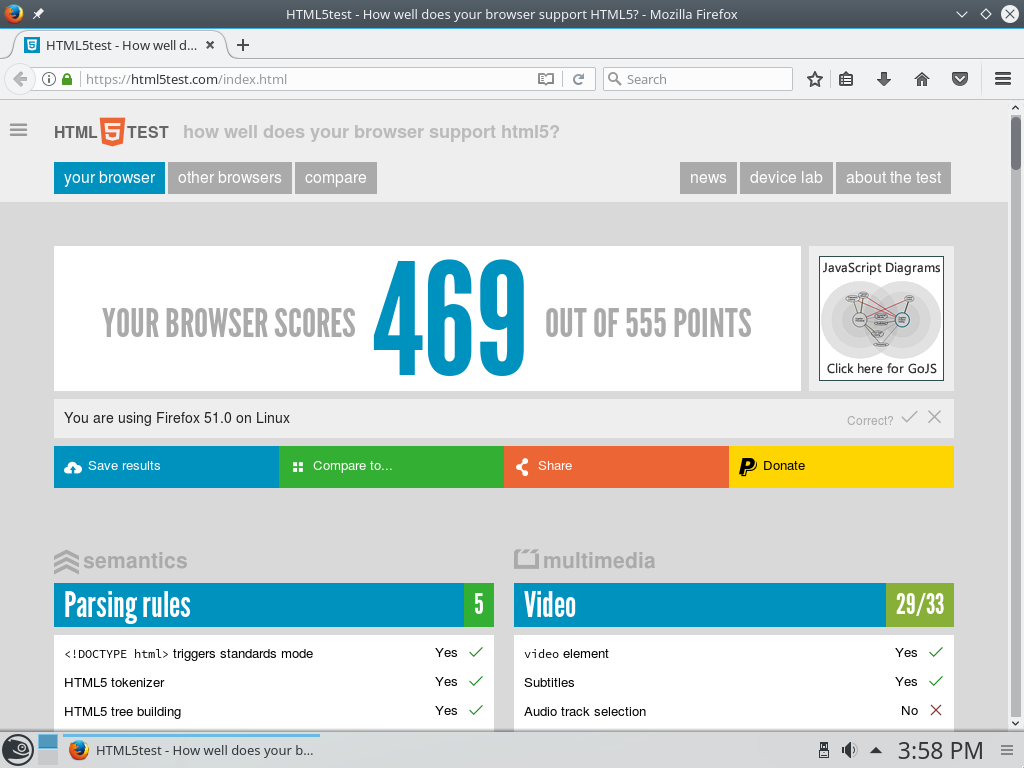 HTML5test - How well does your browser support HTML5? - Mozilla Firefox
HTML5test - How well d...
https://html5test.com/index.html
Search
HTML 5 TEST how well does your browser support html5?
your browser other browsers compare news device lab about the test
YOUR BROWSER SCORES 469 OUT OF 555 POINTS
JavaScript Diagrams
Click here for GoJS
You are using Firefox 51.0 on Linux Correct?
Save results Compare to... Share Donate
semantics
Parsing rules 5
<!DOCTYPE html> triggers standards mode Yes
HTML5 tokenizer Yes
HTML5 tree building Yes
multimedia
Video 29/33
video element Yes
Subtitles Yes
Audio track selection No
HTML5test - How well does your b...
3:58 PM